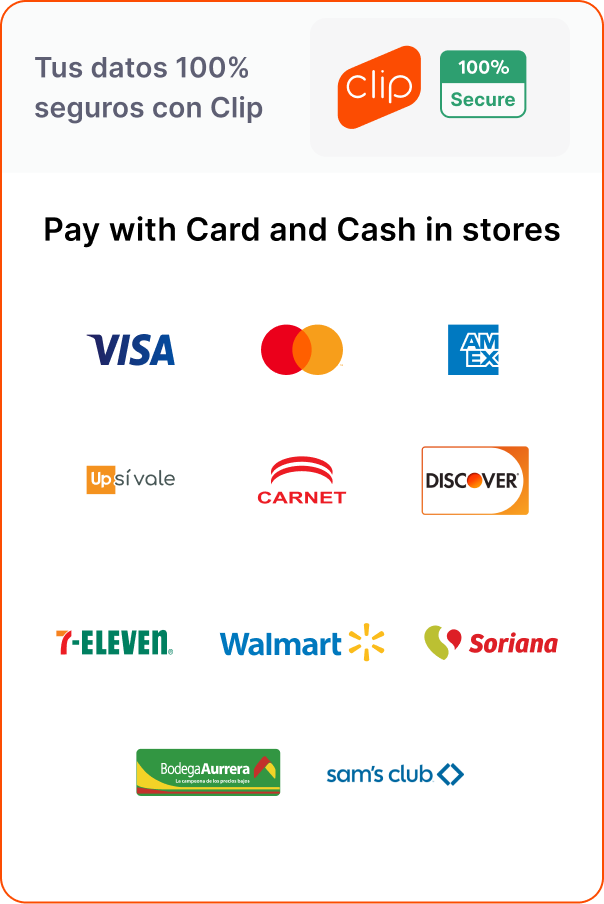 Tus datos 100%
seguros con Clip
clip
100%
Secure
Pay with Card and Cash in stores
VISA
AM
EX
Up sí vale
CARNET
DISCOVER
7-ELEVEN®
Walmart
Soriana
Bodega Aurrera
La campeona de los precios bajos
sam's club